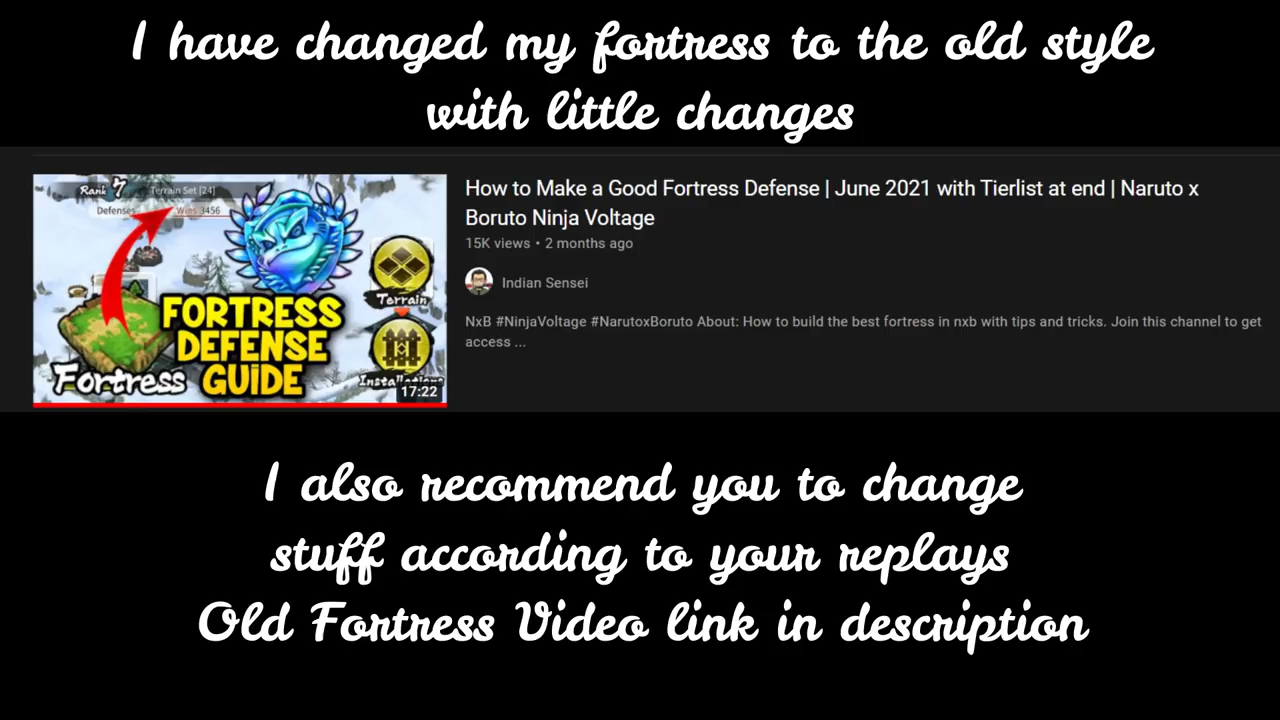 I have changed my fortress to the old style
with little changes
Rank 7
Terrain Set [24]
Defenses
Wins 3456
Terrain
FORTRESS
DEFENSE
GUIDE
Fortress
Installations
17:22
How to Make a Good Fortress Defense | June 2021 with Tierlist at end | Naruto x
Boruto Ninja Voltage
15K views • 2 months ago
Indian Sensei
NxB #NinjaVoltage #NarutoxBoruto About: How to build the best fortress in nxb with tips and tricks. Join this channel to get
access ...
I also recommend you to change
stuff according to your replays
Old Fortress Video link in description